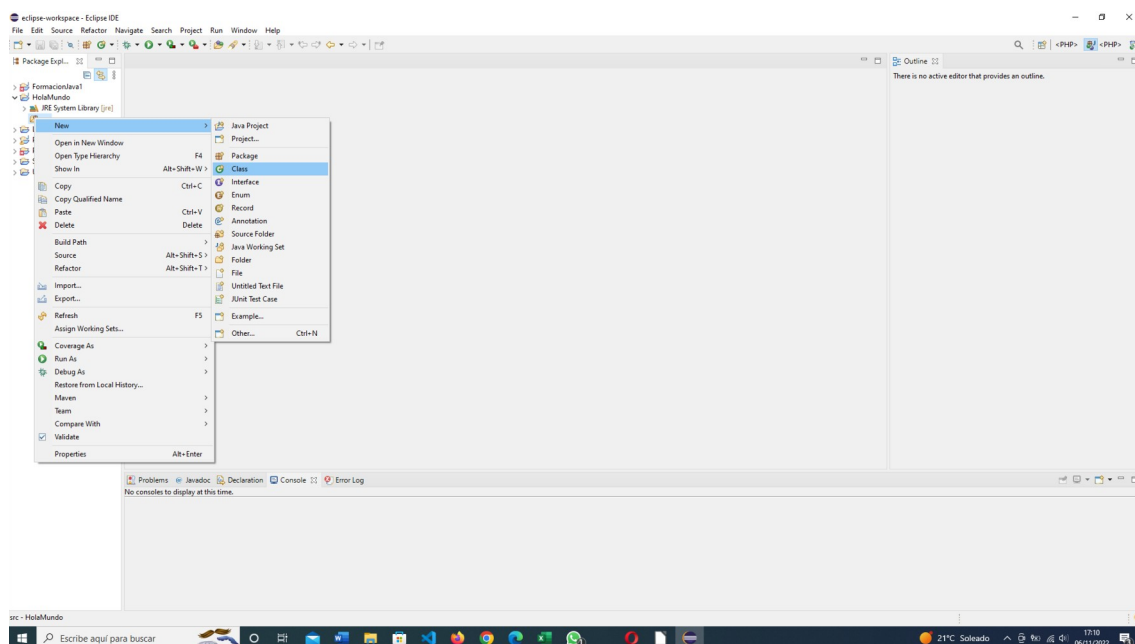 eclipse-workspace - Eclipse IDE
File Edit Source Refactor Navigate Search Project Run Window Help
<PHP> <PHP>
Package Expl...
Outline
There is no active editor that provides an outline.
FormacionJava1
HolaMundo
JRE System Library [jre]
New
Open in New Window
Open Type Hierarchy F4
Show In Alt+Shift+W >
Copy Ctrl+C
Copy Qualified Name
Paste Ctrl+V
Delete Delete
Build Path >
Source Alt+Shift+S >
Refactor Alt+Shift+T >
Import...
Export...
Refresh F5
Assign Working Sets...
Coverage As >
Run As >
Debug As >
Restore from Local History...
Maven >
Team >
Compare With >
Validate
Properties Alt+Enter
Java Project
Project...
Package
Class
Interface
Enum
Record
Annotation
Source Folder
Java Working Set
Folder
File
Untitled Text File
JUnit Test Case
Example...
Other... Ctrl+N
Problems Javadoc Declaration Console Error Log
No consoles to display at this time.
src - HolaMundo
Escribe aquí para buscar
21°C Soleado
17:10
06/11/2022